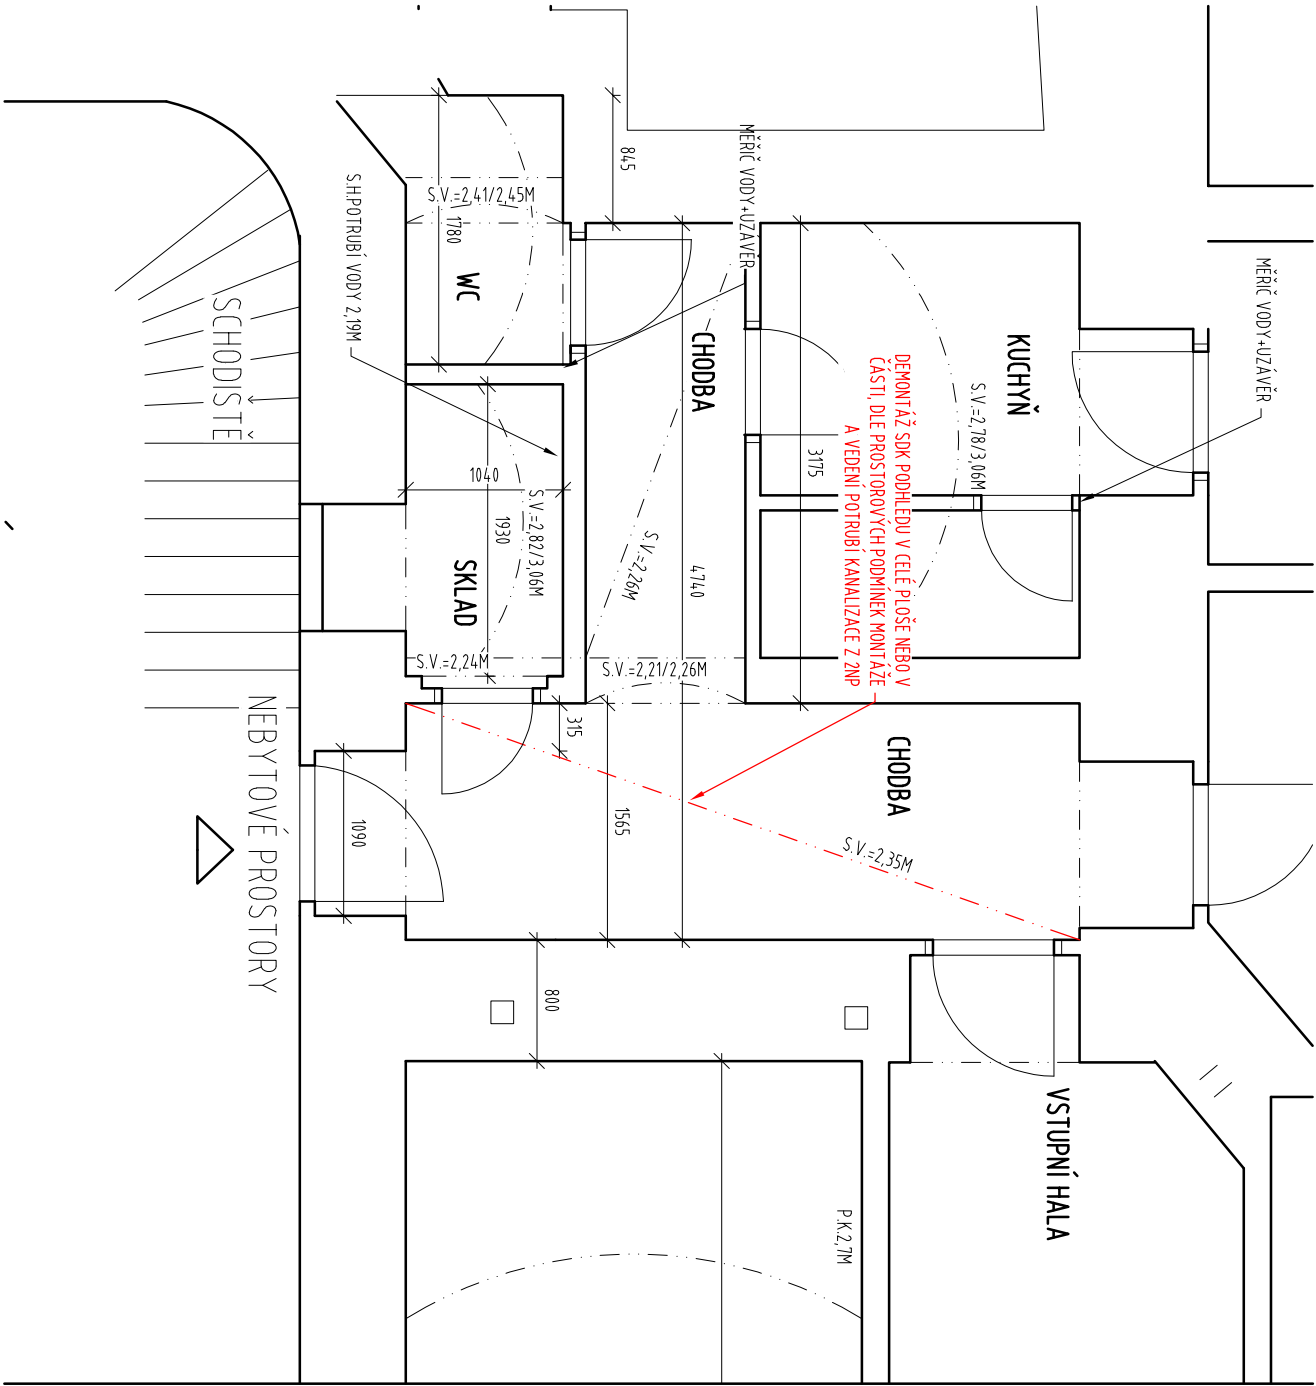 MĚŘIČ VODY+UZÁVĚR
KUCHYŇ
S.V.=2,78/3,06M
DEMONTÁŽ SDK PODHLEDU V CELÉ PLOŠE NEBO V
ČÁSTI, DLE PROSTOROVÝCH PODMÍNEK MONTÁŽE
A VEDENÍ POTRUBÍ KANALIZACE Z 2NP
3175
MĚŘIČ VODY+UZÁVĚR
CHODBA
4740
S.V.=2,26M
S.V.=2,21/2,26M
845
S.V.=2,41/2,45M
1780
WC
S.H.POTRUBÍ VODY 2,19M
1040
1930
S.V.=2,82/3,06M
SKLAD
S.V.=2,24M
315
1565
CHODBA
S.V.=2,35M
1090
800
SCHODIŠTĚ
NEBYTOVÉ PROSTORY
VSTUPNÍ HALA
P.K.2,7M